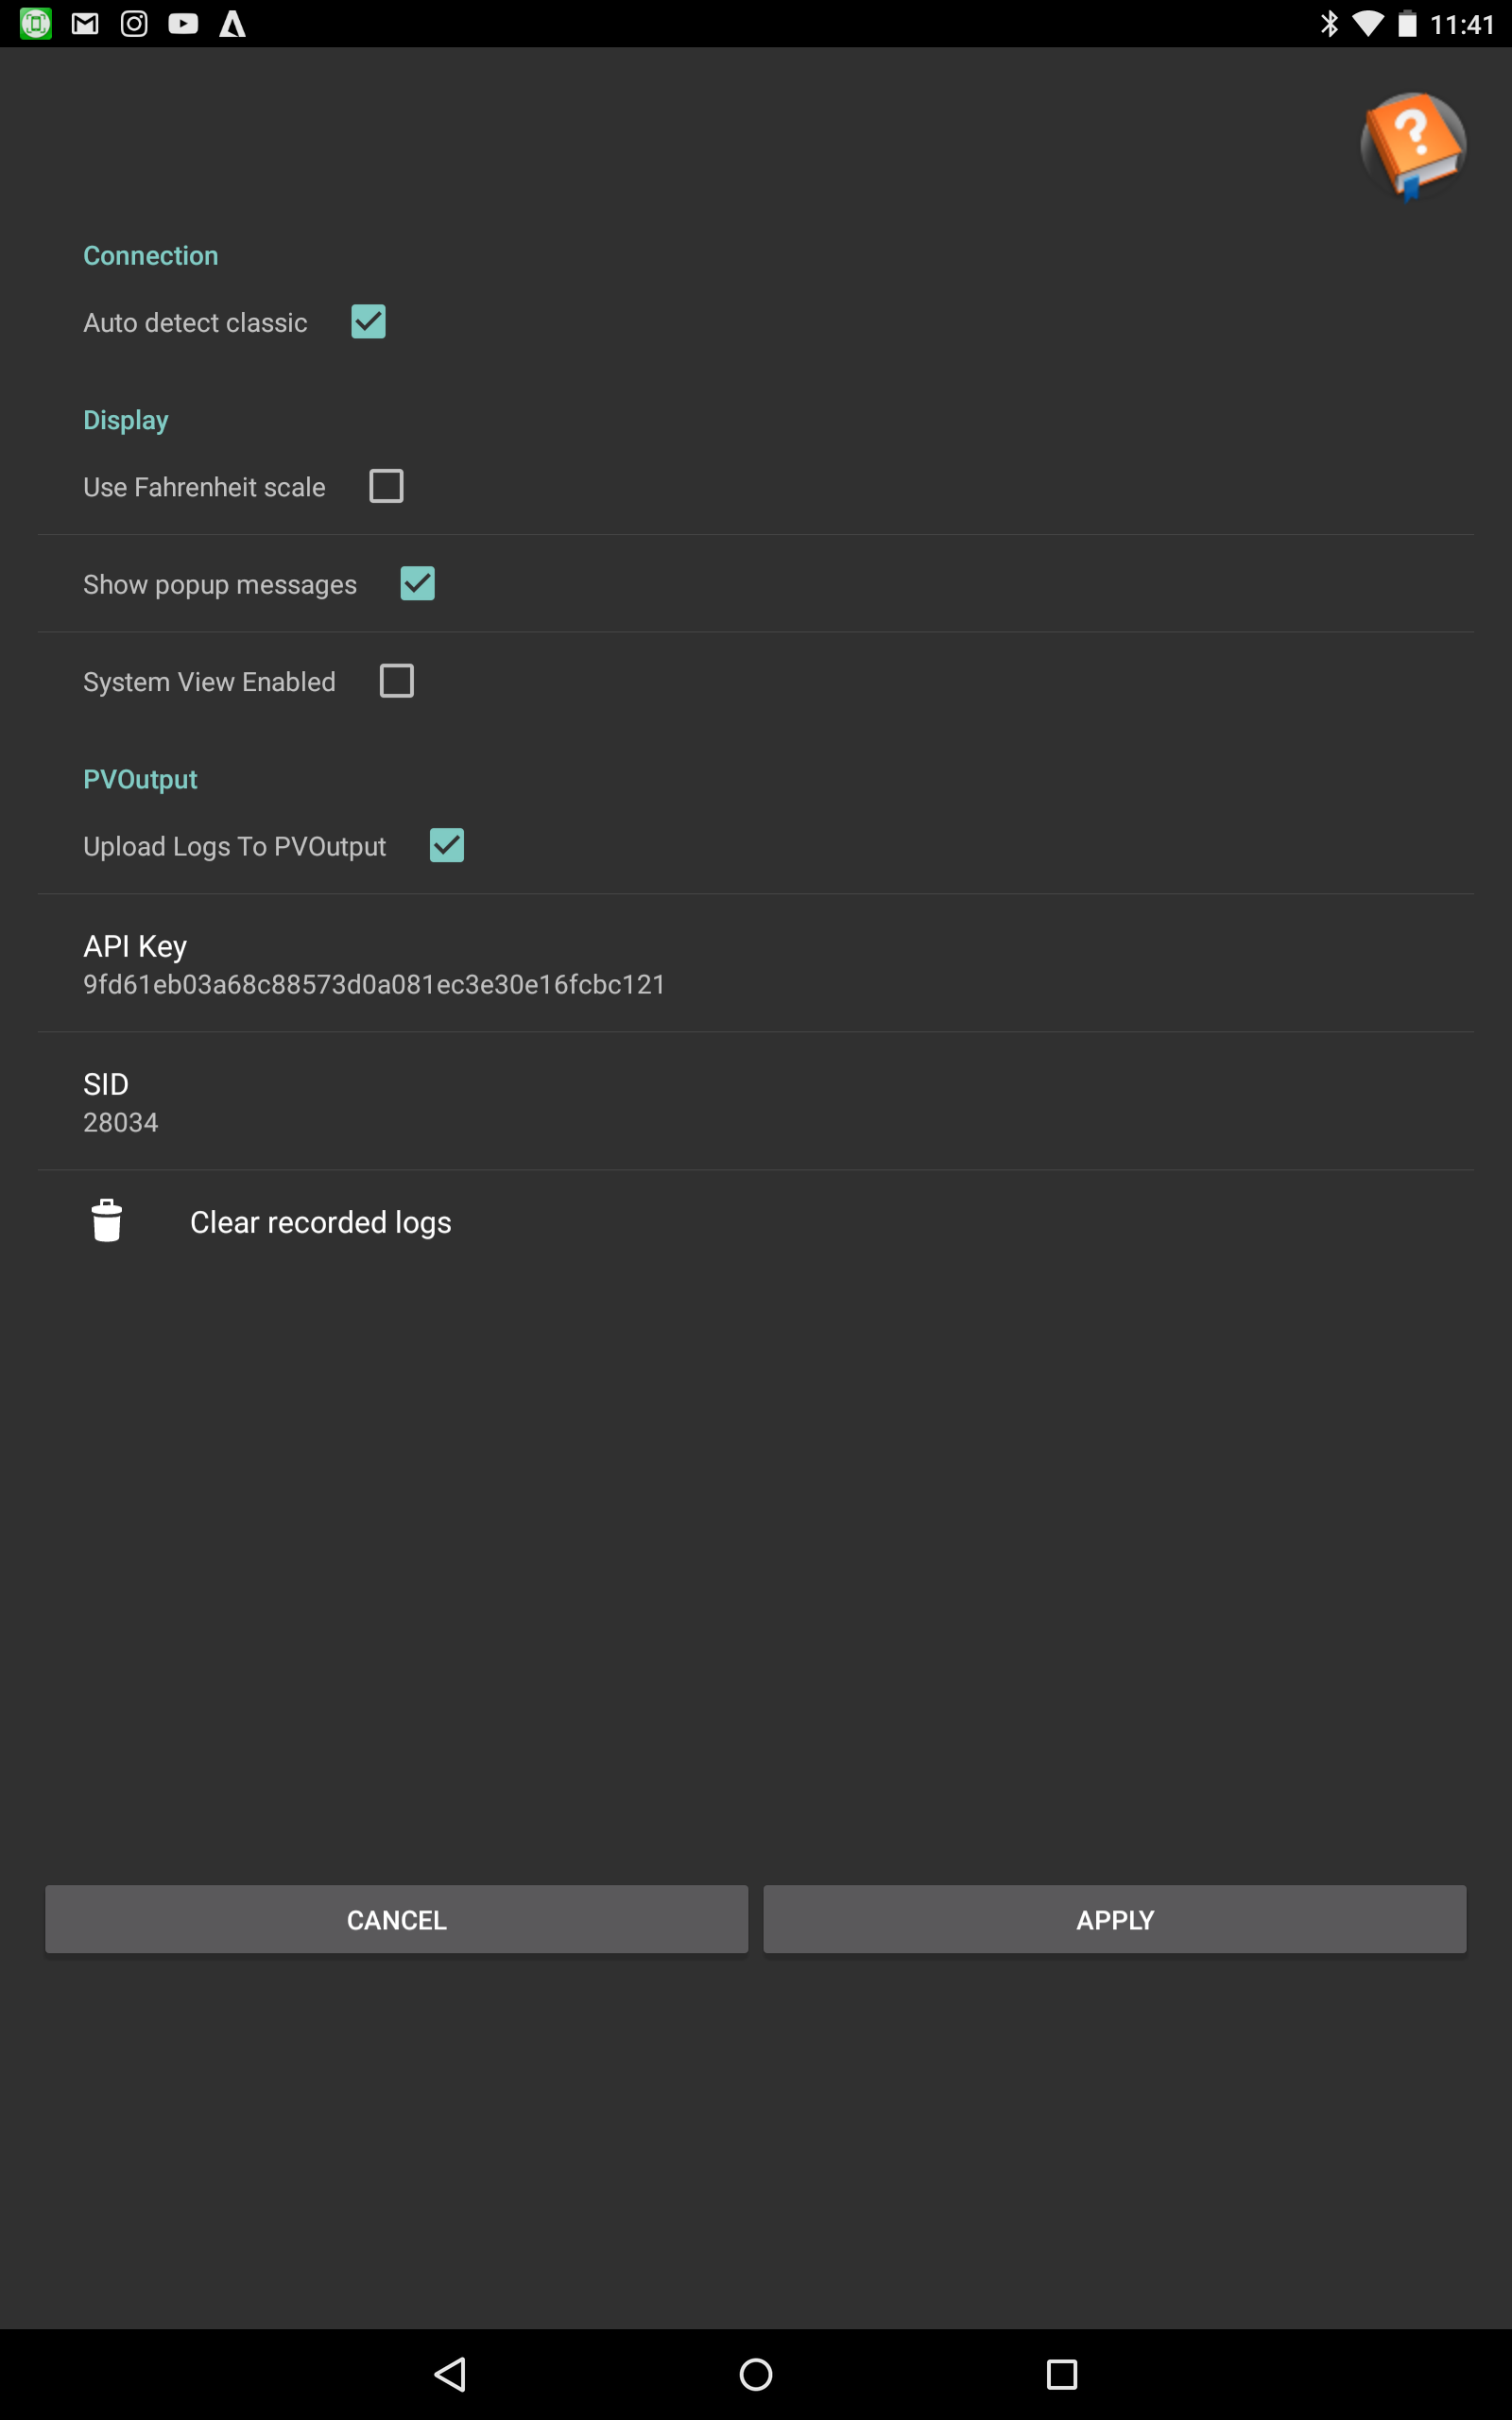 11:41
Connection
Auto detect classic
Display
Use Fahrenheit scale
Show popup messages
System View Enabled
PVOutput
Upload Logs To PVOutput
API Key
9fd61eb03a68c88573d0a081ec3e30e16fcbc121
SID
28034
Clear recorded logs
CANCEL
APPLY